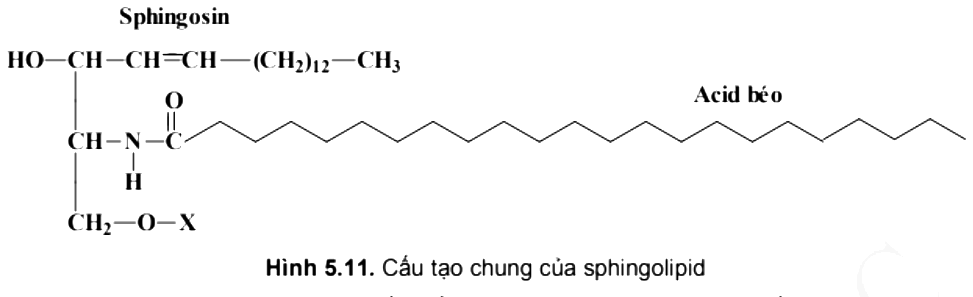 Sphingosin
HO—CH—CH=CH—(CH₂)₁₂—CH₃
O
Acid béo
CH—N—C
H
CH₂—O—X
Hình 5.11. Cấu tạo chung của sphingolipid